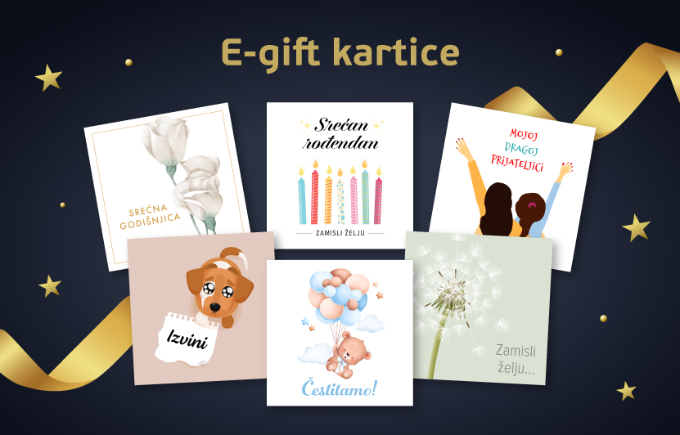 E-gift kartice
SREĆNA
GODIŠNJICA
Srećan
rođendan
ZAMISLI ŽELJU
MOJOJ
DRAGOJ
PRIJATELJICI
Izvini
Čestitamo!
Zamisli
želju...